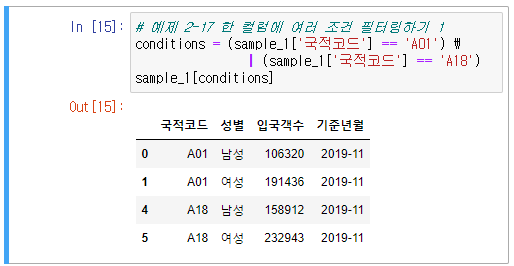 In [15]: # 예제 2-17 한 컬럼에 여러 조건 필터링하기 1
conditions = (sample_1['국적코드'] == 'A01') \
| (sample_1['국적코드'] == 'A18')
sample_1[conditions]
Out[15]:
국적코드 성별 입국객수 기준년월
0 A01 남성 106320 2019-11
1 A01 여성 191436 2019-11
4 A18 남성 158912 2019-11
5 A18 여성 232943 2019-11